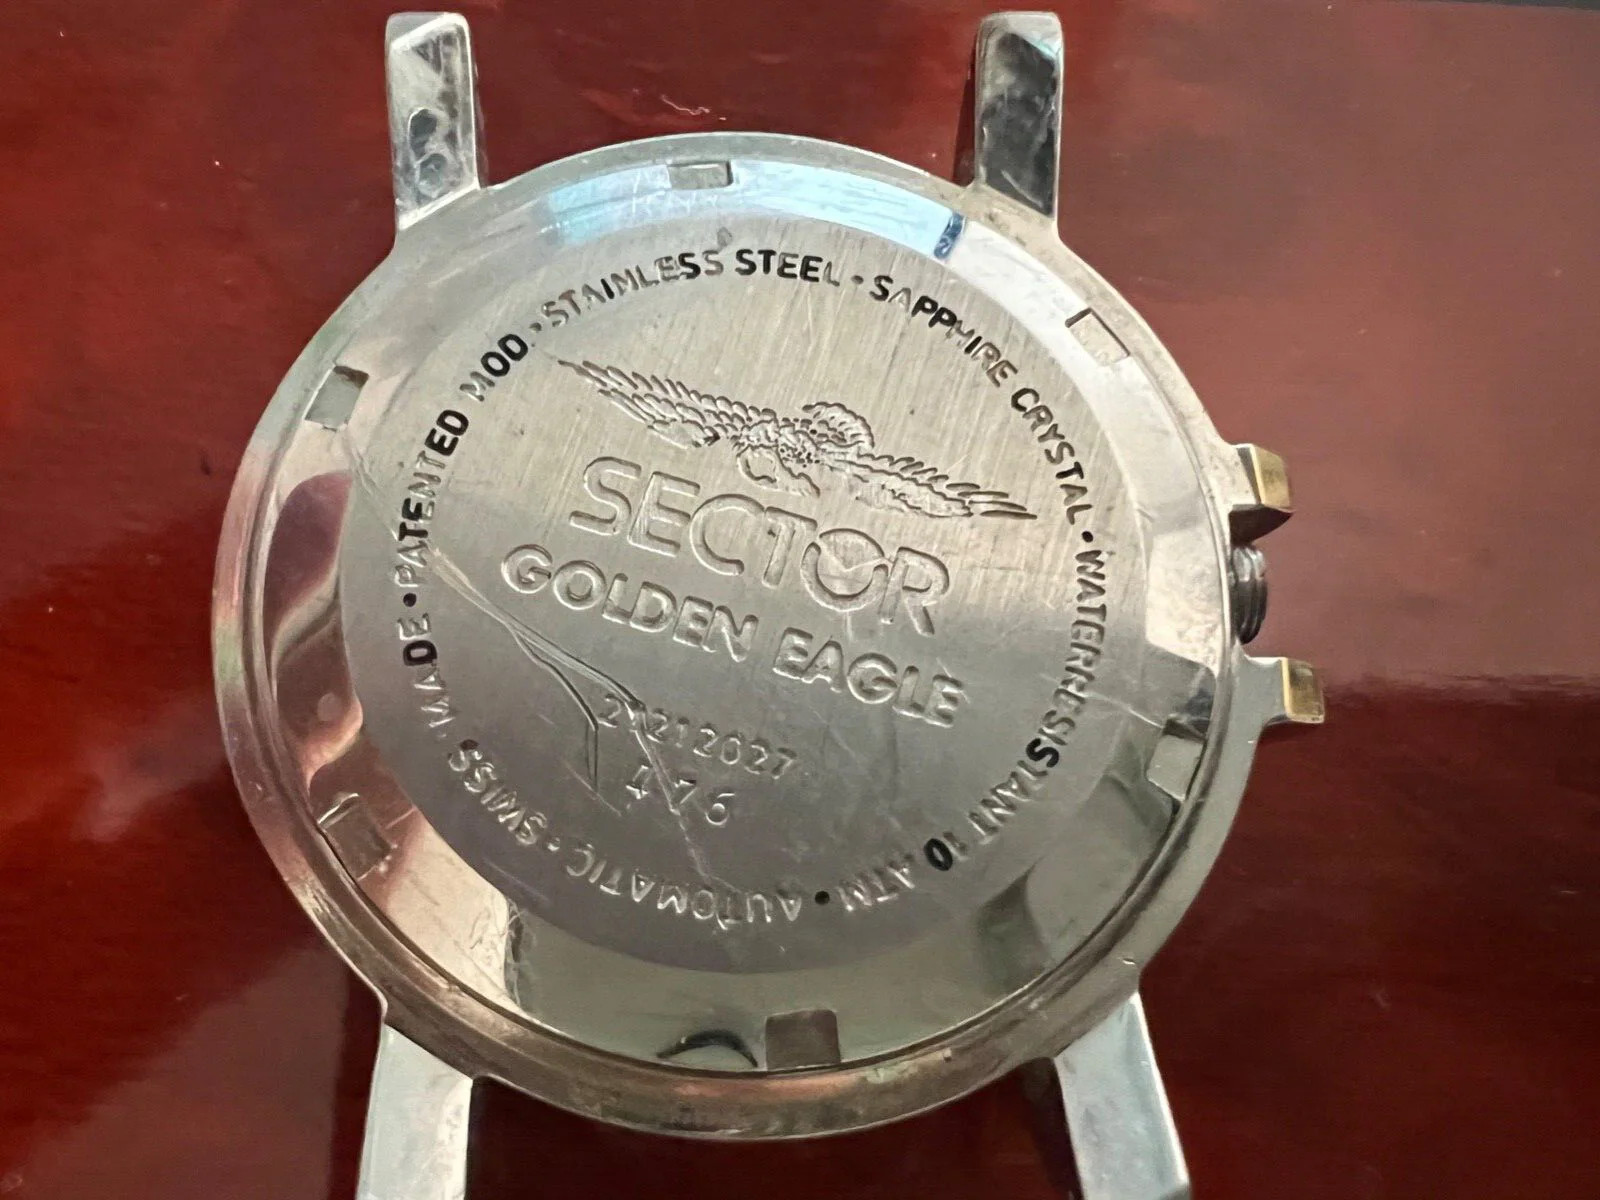 STAIMLESS STEEL · SAPPHIRE CRYSTAL · WATERRESISTANT 10 ATM · AUTOMATIC · SWISS MADE · PATENTED MOD. ·
SECTOR
GOLDEN EAGLE
476